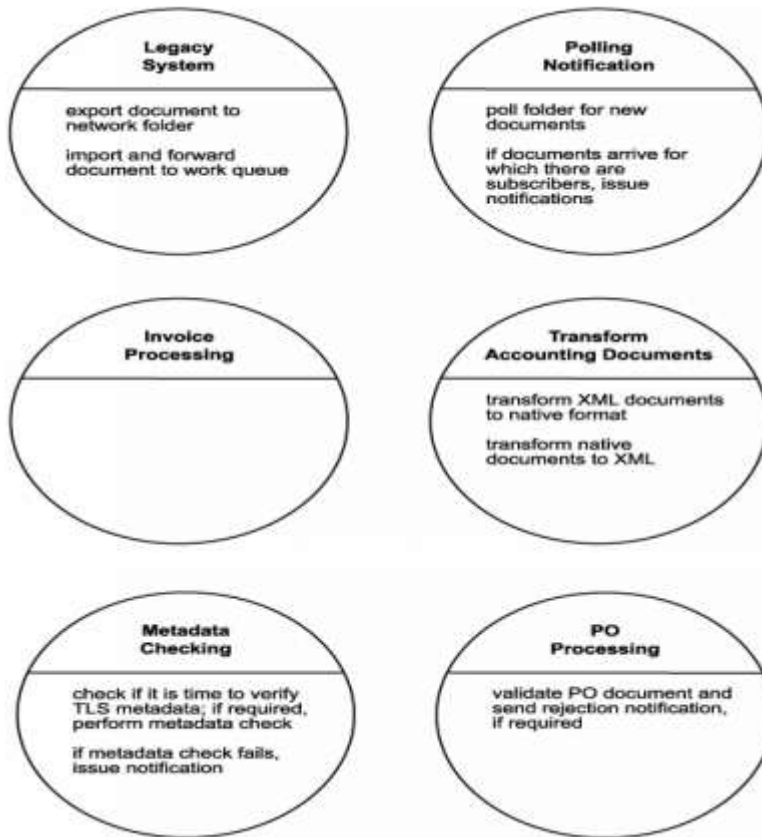 Legacy
System
export document to
network folder
import and forward
document to work queue
Polling
Notification
poll folder for new
documents
if documents arrive for
which there are
subscribers, issue
notifications
Invoice
Processing
Transform
Accounting Documents
transform XML documents
to native format
transform native
documents to XML
Metadata
Checking
check if it is time to verify
TLS metadata; if required,
perform metadata check
if metadata check fails,
issue notification
PO
Processing
validate PO document and
send rejection notification,
if required